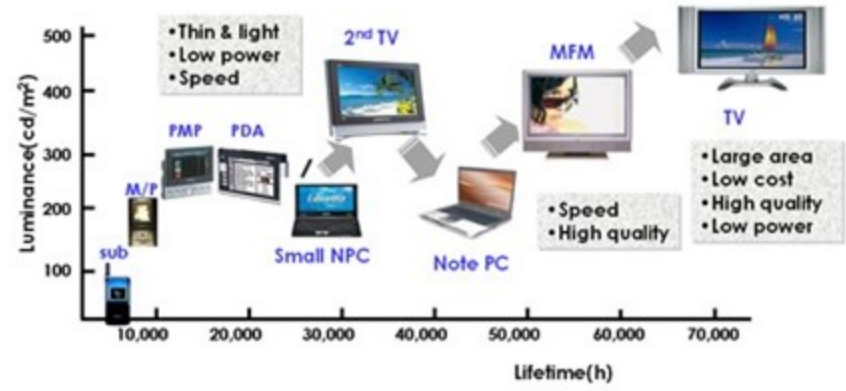 500
400
300
200
100
Luminance(cd/m²)
•Thin & light
•Low power
•Speed
2nd TV
MFM
TV
PMP
PDA
M/P
sub
Small NPC
Note PC
•Speed
•High quality
•Large area
•Low cost
•High quality
•Low power
10,000
20,000
30,000
40,000
50,000
60,000
70,000
Lifetime(h)